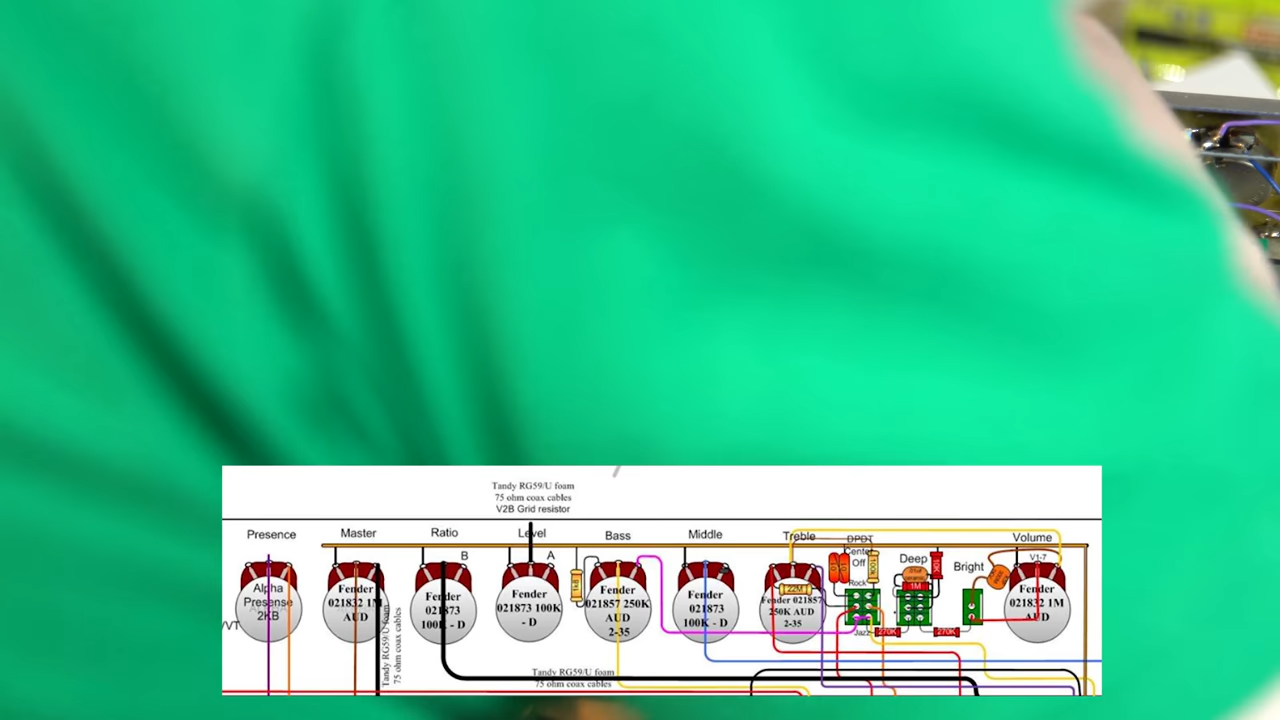 Tandy RG59/U foam
75 ohm coax cables
V2B Grid resistor
Presence
Master
Ratio
Level
Bass
Middle
Treble
DPDT
Center
Off
Deep
Bright
Volume
B
A
V1-7
Rock
Jazz
Alpha
Presense
2KB
Fender
021832 1M
AUD
Fender
021873
100K - D
Fender
021873 100K
- D
Fender
021857 250K
AUD
2-35
Fender
021873
100K - D
Fender 021857
250K AUD
2-35
Fender
021832 1M
AUD
22M
100K
1M
270K
270K
/VT
Tandy RG59/U foam
75 ohm coax cables
Tandy RG59/U foam
75 ohm coax cables